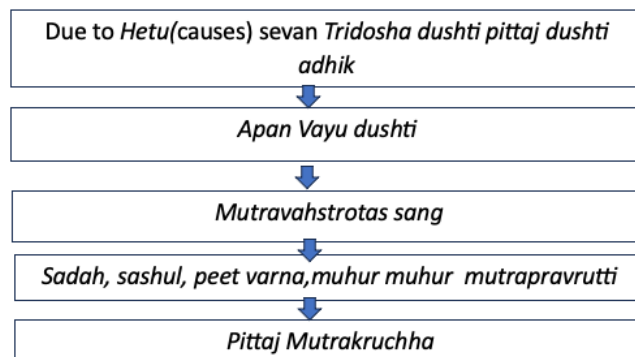 Due to Hetu(causes) sevan Tridosha dushti pittaj dushti
adhik
Apan Vayu dushti
Mutravahstrotas sang
Sadah, sashul, peet varna,muhur muhur mutrapravrutti
Pittaj Mutrakruchha